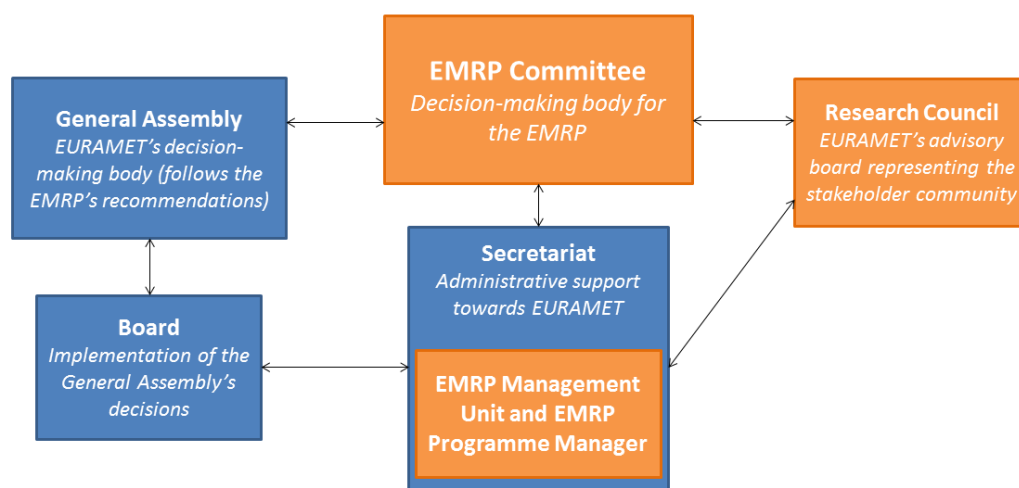 EMRP Committee
Decision-making body for
the EMRP
General Assembly
EURAMET's decision-
making body (follows the
EMRP's recommendations)
Research Council
EURAMET's advisory
board representing the
stakeholder community
Secretariat
Administrative support
towards EURAMET
Board
Implementation of the
General Assembly's
decisions
EMRP Management
Unit and EMRP
Programme Manager